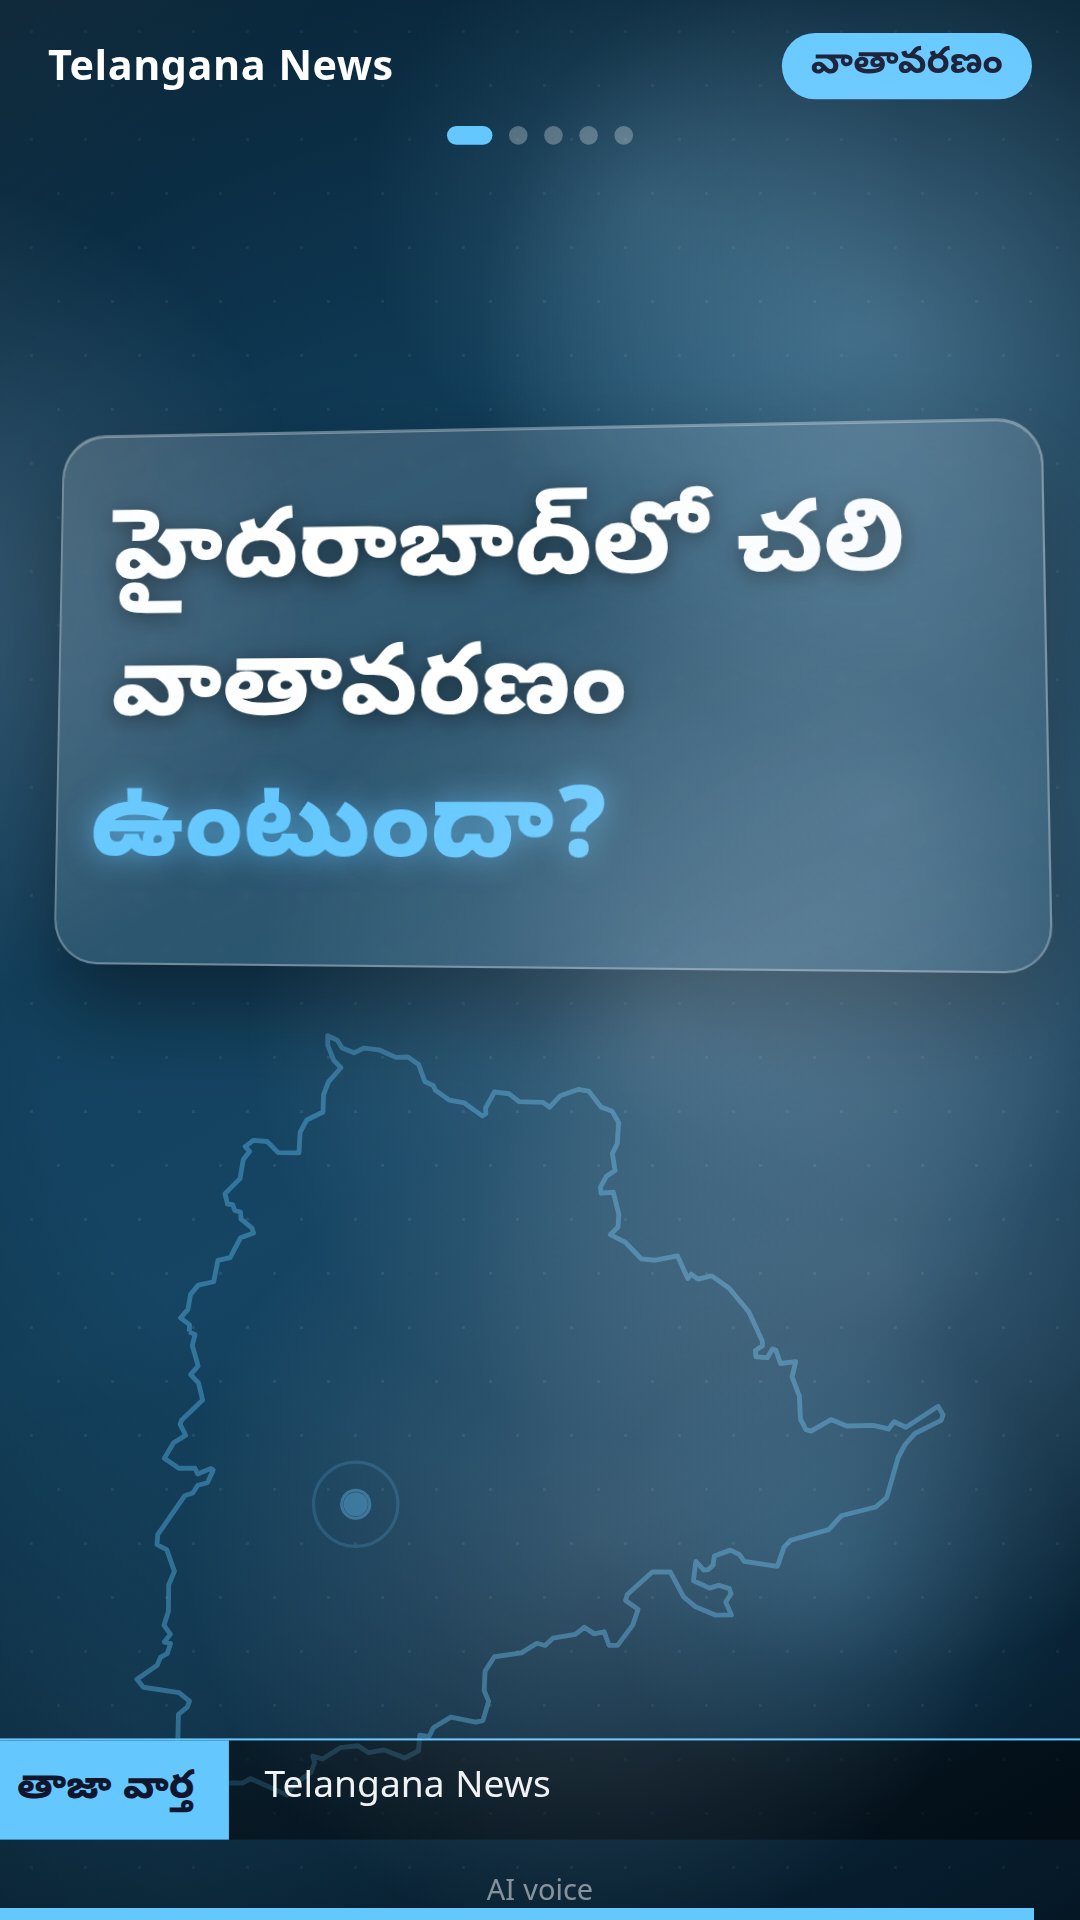 Telangana News
వాతావరణం
హైదరాబాద్‌లో చలి
వాతావరణం
ఉంటుందా?
తాజా వార్త
Telangana News
AI voice